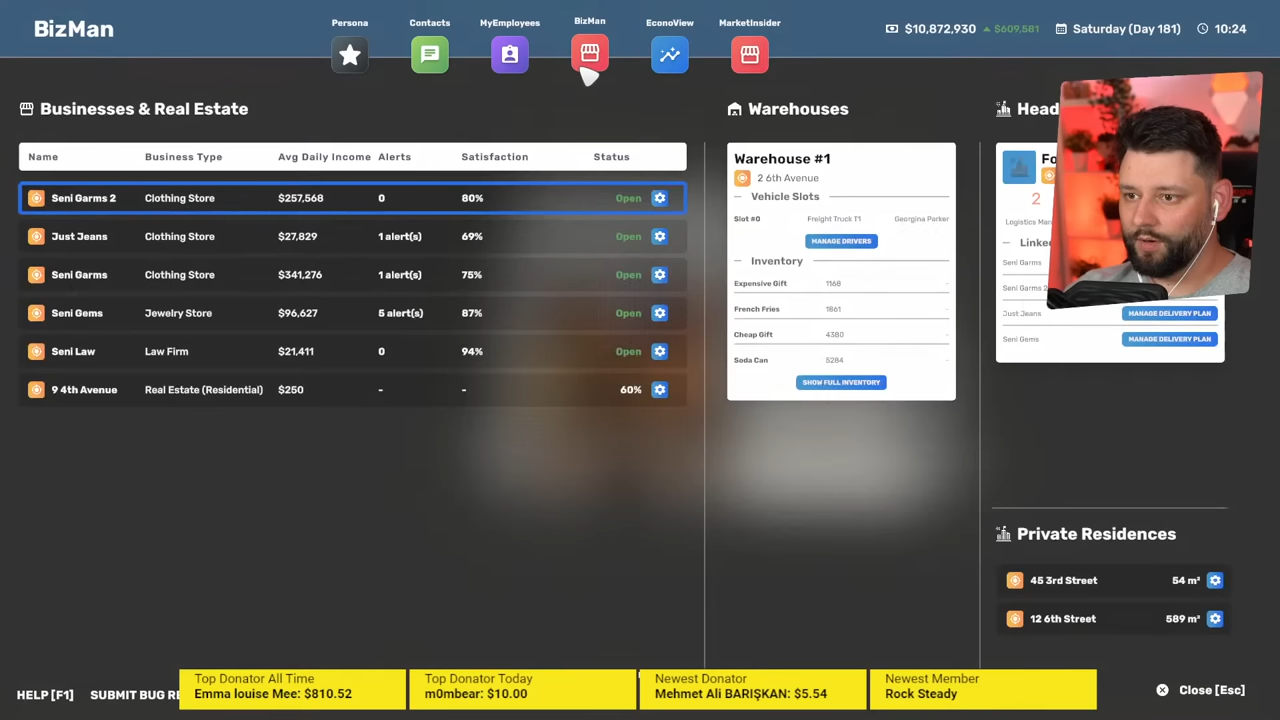 BizMan
Persona
Contacts
MyEmployees
BizMan
EconoView
MarketInsider
$10,872,930 ▲ $609,581
Saturday (Day 181)
10:24
Businesses & Real Estate
Name Business Type Avg Daily Income Alerts Satisfaction Status
Seni Garms 2 Clothing Store $257,568 0 80% Open
Just Jeans Clothing Store $27,829 1 alert(s) 69% Open
Seni Garms Clothing Store $341,276 1 alert(s) 75% Open
Seni Gems Jewelry Store $96,627 5 alert(s) 87% Open
Seni Law Law Firm $21,411 0 94% Open
9 4th Avenue Real Estate (Residential) $250 - - 60%
Warehouses
Warehouse #1
2 6th Avenue
Vehicle Slots
Slot #0 Freight Truck T1 Georgina Parker
MANAGE DRIVERS
Inventory
Expensive Gift 1168 -
French Fries 1861 -
Cheap Gift 4380 -
Soda Can 5284 -
SHOW FULL INVENTORY
Head
Fo
2
Logistics Man
Linke
Seni Garms
Seni Garms 2
Just Jeans MANAGE DELIVERY PLAN
Seni Gems MANAGE DELIVERY PLAN
Private Residences
45 3rd Street 54 m²
12 6th Street 589 m²
HELP [F1] SUBMIT BUG RE
Top Donator All Time
Emma louise Mee: $810.52
Top Donator Today
m0mbear: $10.00
Newest Donator
Mehmet Ali BARIŞKAN: $5.54
Newest Member
Rock Steady
Close [Esc]